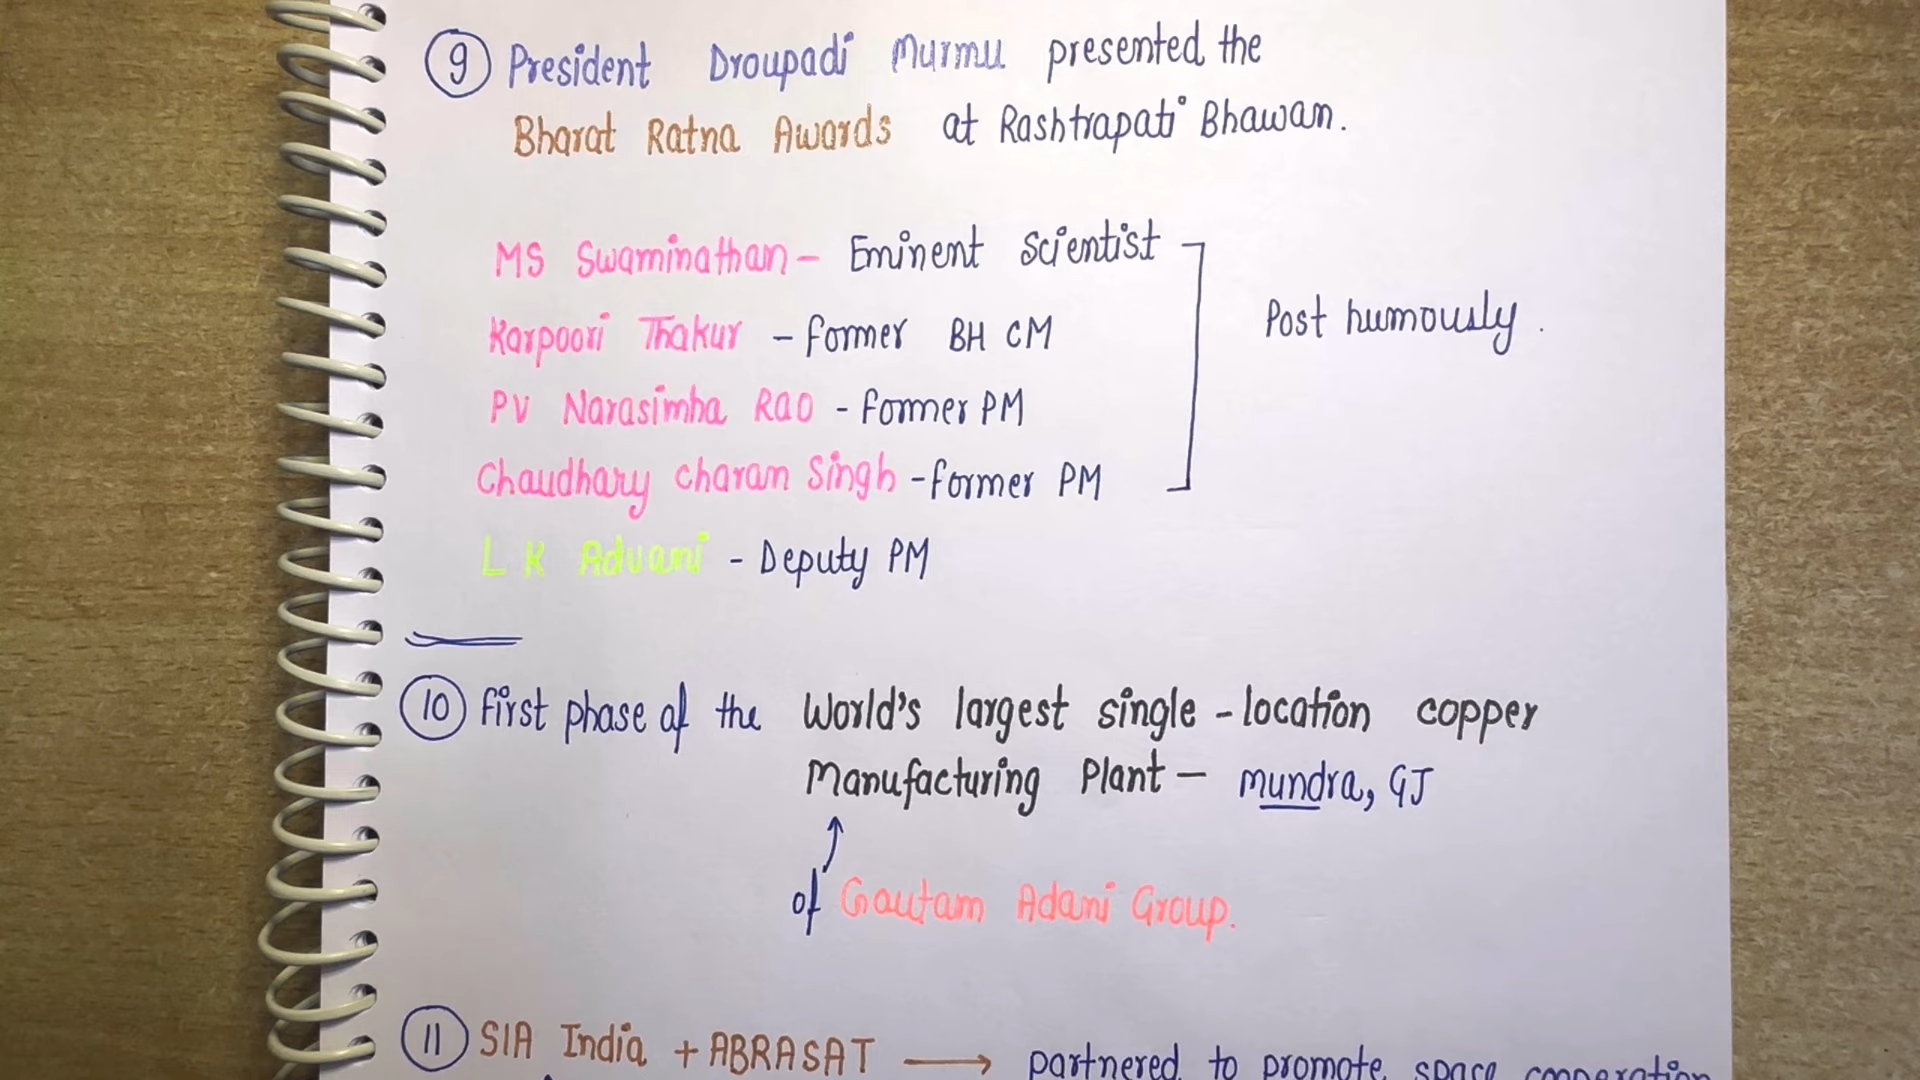 9 President Droupadi Murmu presented the
Bharat Ratna Awards at Rashtrapati Bhawan.
MS Swaminathan - Eminent Scientist
Karpoori Thakur - Former BH CM
PV Narasimha Rao - Former PM
Chaudhary Charan Singh - Former PM
Post humously.
L K Advani - Deputy PM
10 First phase of the World's largest single-location copper
Manufacturing Plant - Mundra, GJ
of Gautam Adani Group.
11 SIA India + ABRASAT → partnered to promote space cooperation